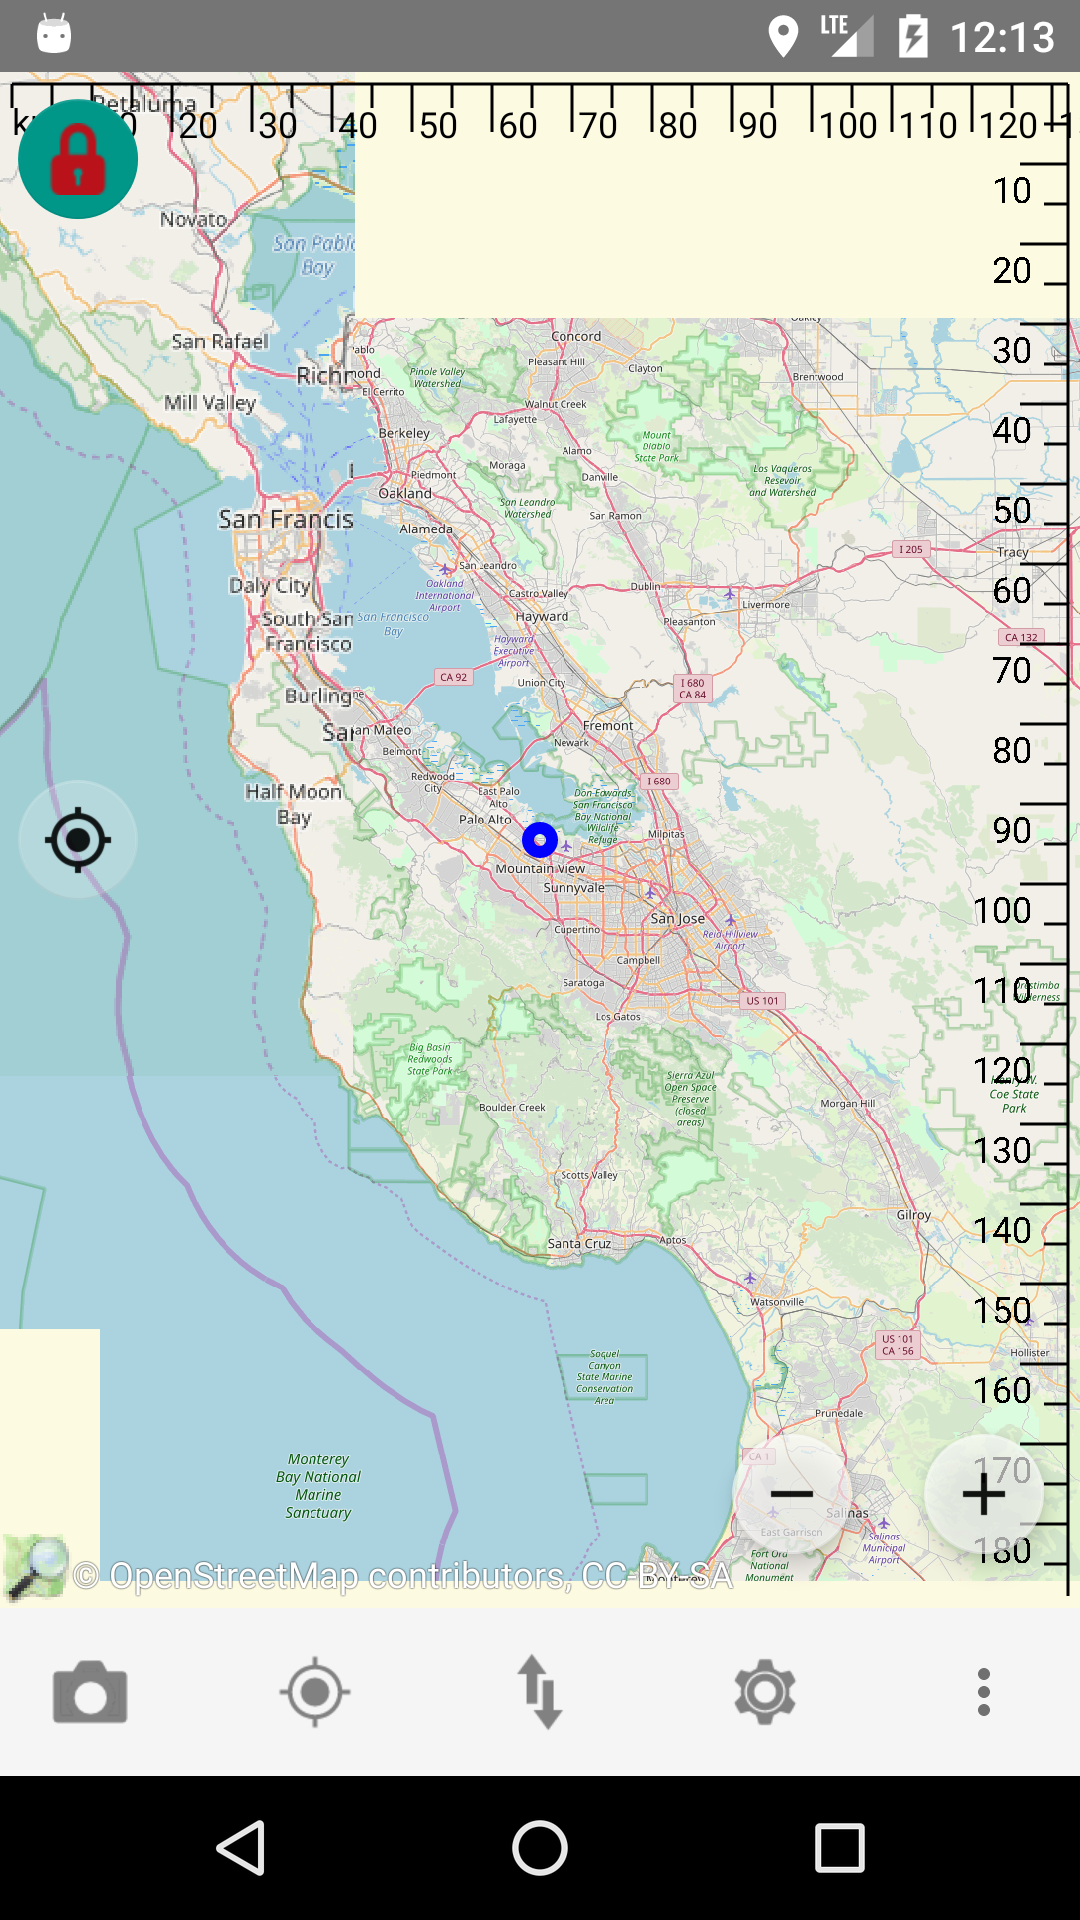 LTE
12:13
Petaluma
20 30 40 50 60 70 80 90 100 110 120
10
Novato
20
San Pablo
Bay
San Rafael
Concord
30
Pleasant Hill
Clayton
Brentwood
Pinole Valley
Watershed
El Cerrito
Mill Valley
Walnut Creek
Lafayette
40
Berkeley
Mount
Diablo
State Park
Alamo
Moraga
Piedmont
Danville
Los Vaqueros
Resevoir
and Watershed
Oakland
San Leandro
Watershed
50
San Francis
San Ramon
Alameda
I 205
Tracy
San Leandro
Oakland
International
Airport
Daly City
Castro Valley
Dublin
60
Livermore
South San
Francisco
San Francisco
Bay
Hayward
Pleasanton
Hayward
Executive
Airport
CA 132
70
CA 92
Union City
I 680
CA 84
Burling
Fremont
an Mateo
Newark
80
Belmont
Redwood
City
I 680
Half Moon
Bay
East Palo
Alto
Don Edwards
San Francisco
Bay National
Wildlife
Refuge
Palo Alto
Milpitas
90
Mountain View
Sunnyvale
100
San Jose
Cupertino
Reid-Hillview
Airport
Campbell
Saratoga
110
US 101
Los Gatos
Big Basin
Redwoods
State Park
Sierra Azul
Open Space
Preserve
(closed
areas)
120
Henry W.
Coe State
Park
Boulder Creek
Morgan Hill
130
Scotts Valley
Gilroy
140
Santa Cruz
Aptos
Watsonville
150
US 101
CA 156
Hollister
Soquel
Canyon
State Marine
Conservation
Area
160
Prunedale
Monterey
Bay National
Marine
Sanctuary
CA 1
170
Salinas
East Garrison
Salinas
Municipal
Airport
180
Fort Ord
National
Monument
Monterey
© OpenStreetMap contributors, CC-BY-SA